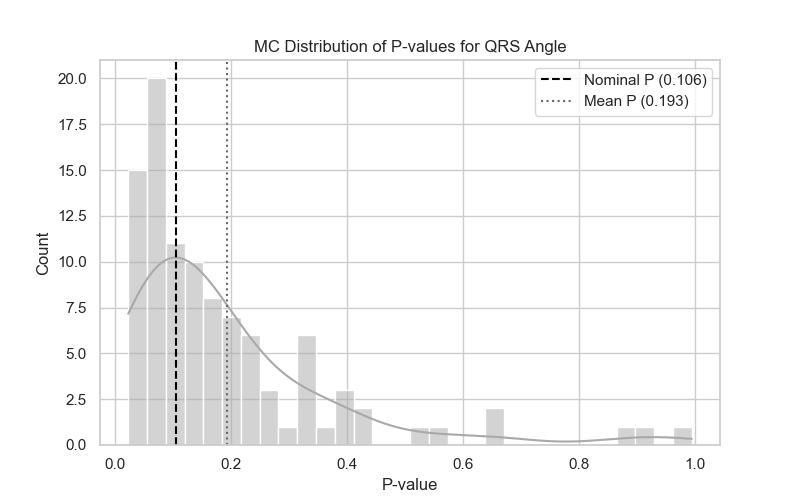 MC Distribution of P-values for QRS Angle
Nominal P (0.106)
Mean P (0.193)
Count
20.0
17.5
15.0
12.5
10.0
7.5
5.0
2.5
0.0
0.0 0.2 0.4 0.6 0.8 1.0
P-value